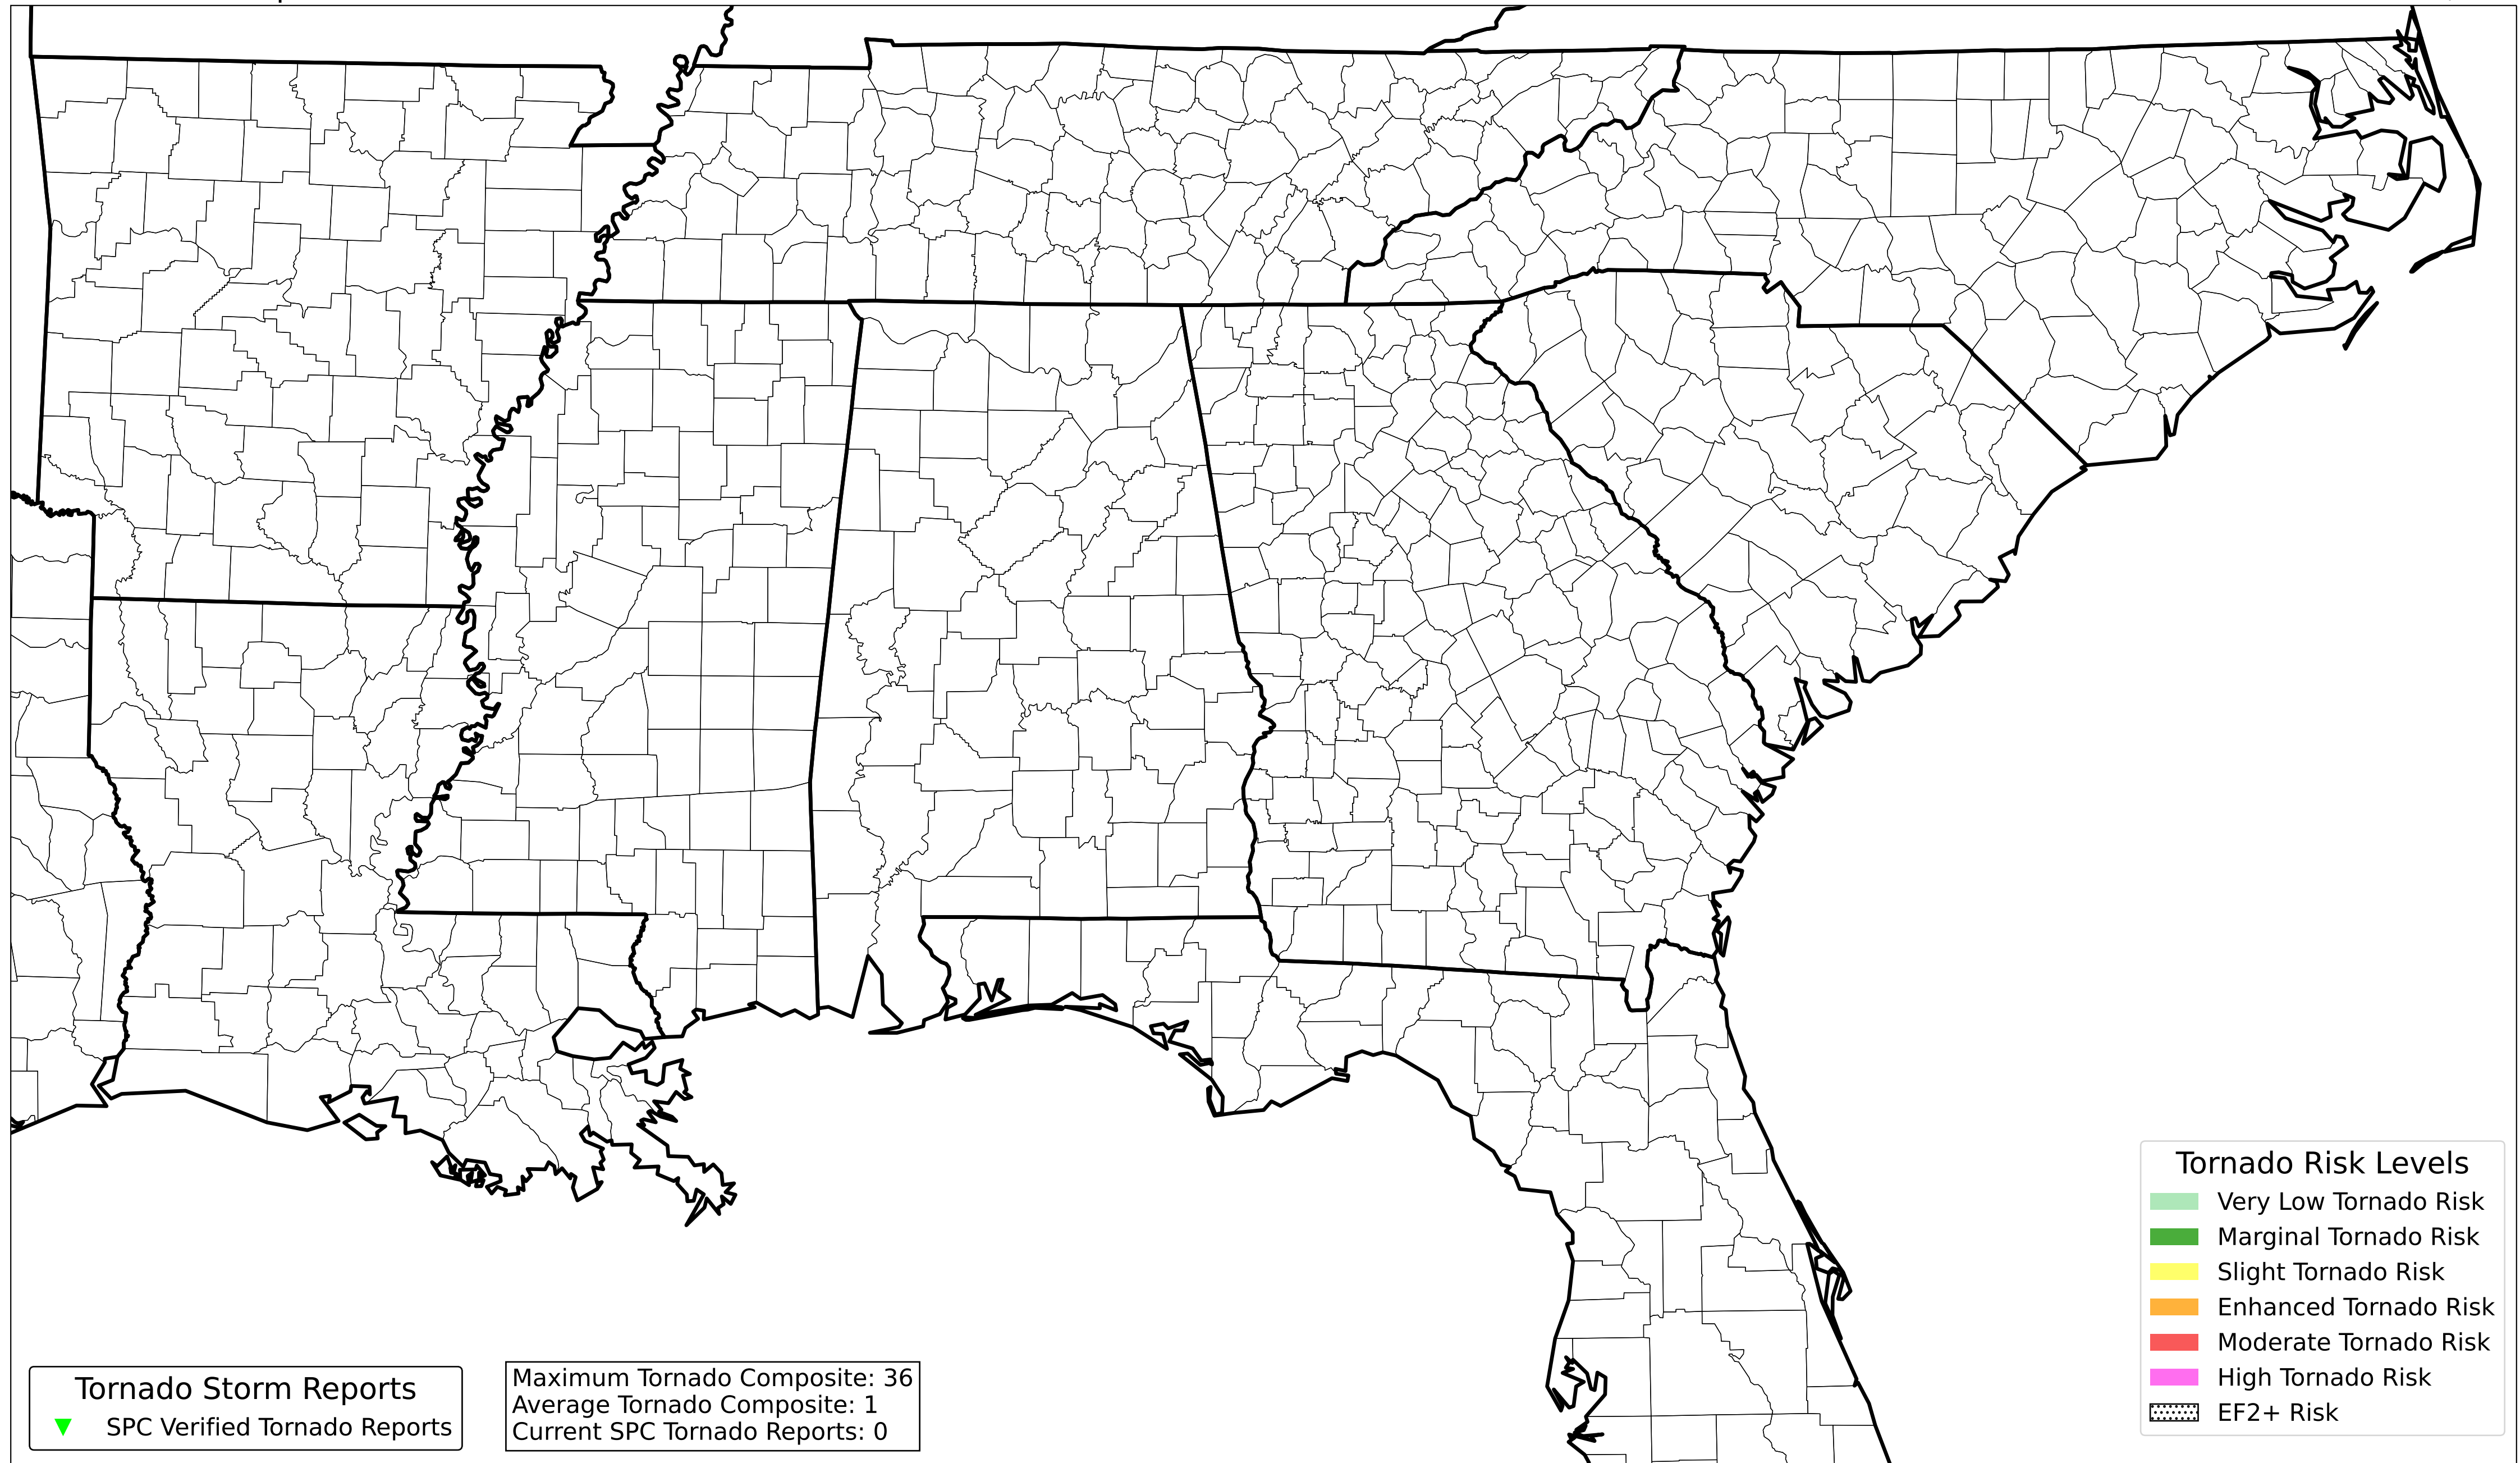 Tornado Risk Levels
Very Low Tornado Risk
Marginal Tornado Risk
Slight Tornado Risk
Enhanced Tornado Risk
Moderate Tornado Risk
High Tornado Risk
EF2+ Risk
Tornado Storm Reports
SPC Verified Tornado Reports
Maximum Tornado Composite: 36
Average Tornado Composite: 1
Current SPC Tornado Reports: 0